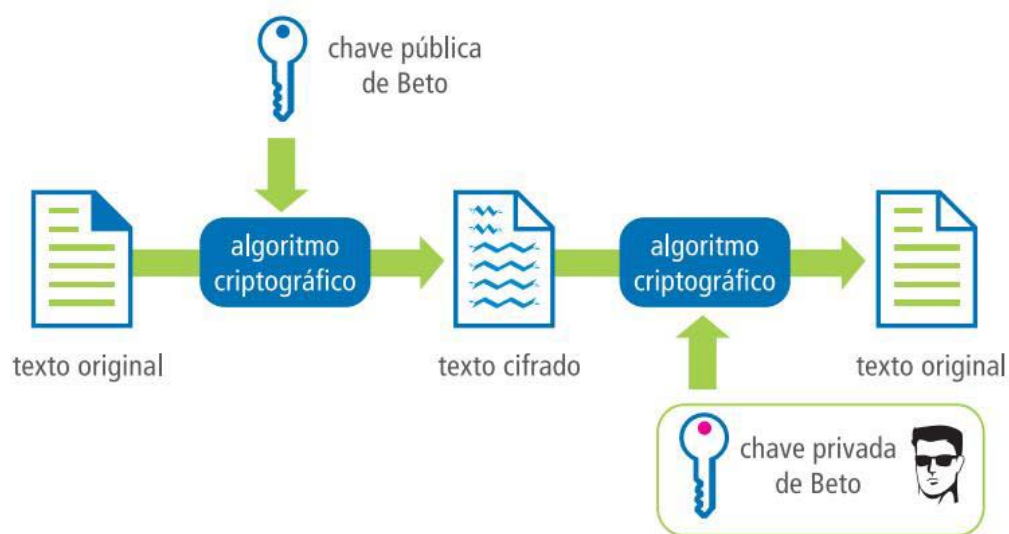 chave pública
de Beto
algoritmo
criptográfico
algoritmo
criptográfico
texto original
texto cifrado
texto original
chave privada
de Beto